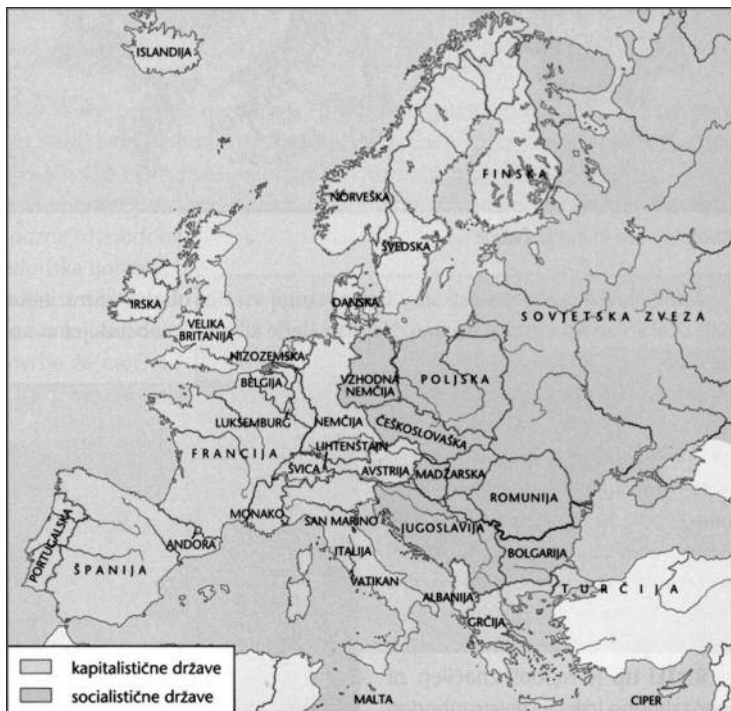 ISLANDIJA
FINSKA
NORVEŠKA
ŠVEDSKA
IRSKA
VELIKA
BRITANIJA
DANSKA
SOVJETSKA ZVEZA
NIZOZEMSKA
BELGIJA
VZHODNA
NEMČIJA
POLJSKA
LUKSEMBURG
NEMČIJA
ČEŠKOSLOVAŠKA
FRANCIJA
LIHTENŠTAJN
ŠVICA
AVSTRIJA
MADŽARSKA
ROMUNIJA
MONAKO
SAN MARINO
JUGOSLAVIJA
PORTUGALSKA
ANDORA
ŠPANIJA
ITALIJA
BOLGARIJA
VATIKAN
TURČIJA
ALBANIJA
GRČIJA
kapitalistične države
socialistične države
MALTA
CIPER